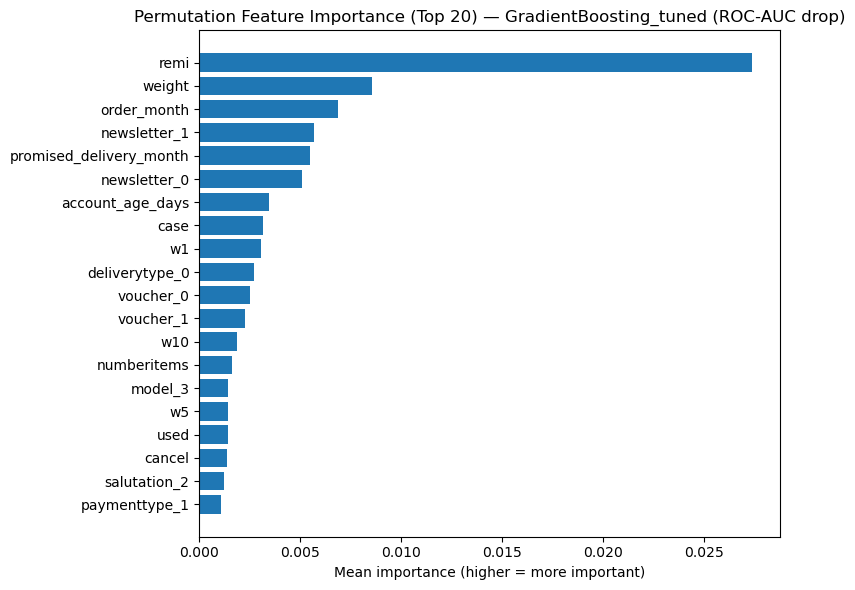 Permutation Feature Importance (Top 20) — GradientBoosting_tuned (ROC-AUC drop)
remi
weight
order_month
newsletter_1
promised_delivery_month
newsletter_0
account_age_days
case
w1
deliverytype_0
voucher_0
voucher_1
w10
numberitems
model_3
w5
used
cancel
salutation_2
paymenttype_1
0.000 0.005 0.010 0.015 0.020 0.025
Mean importance (higher = more important)